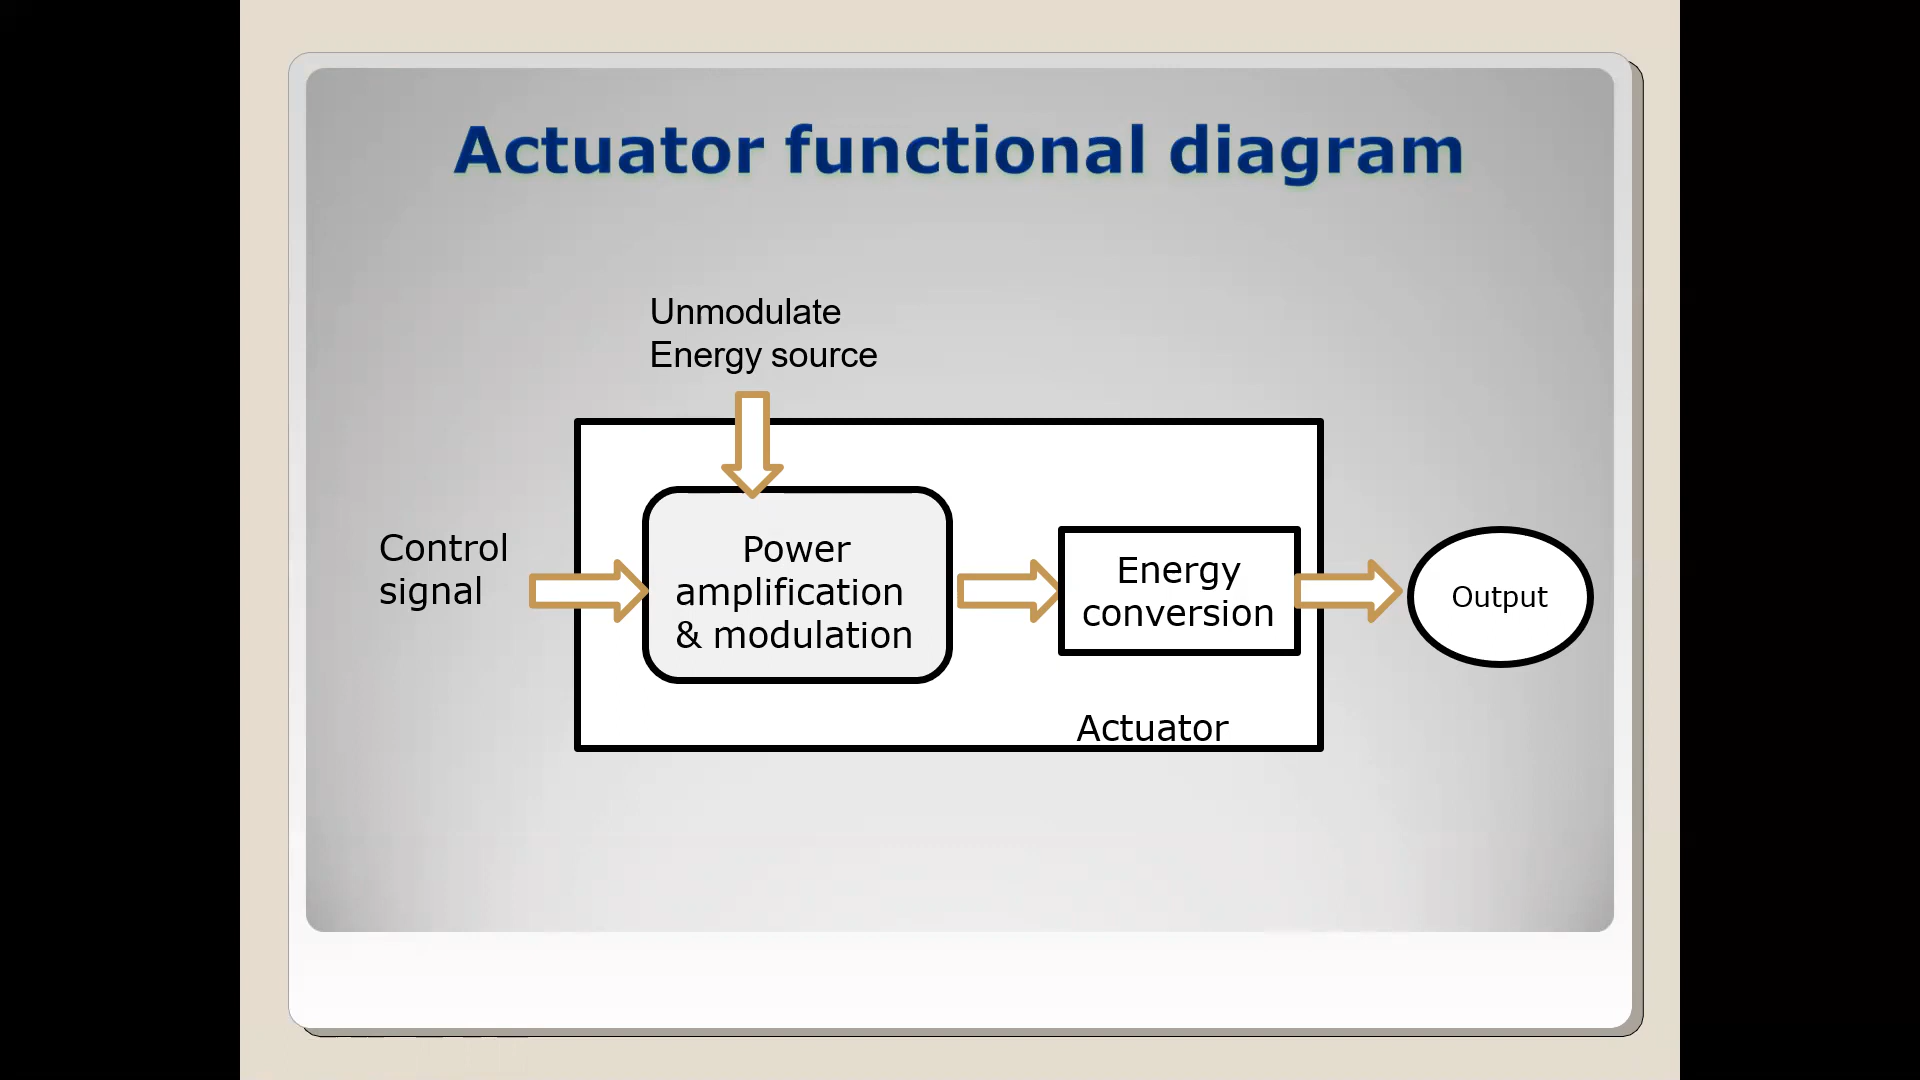 Actuator functional diagram
Unmodulate
Energy source
Control
signal
Power
amplification
& modulation
Energy
conversion
Output
Actuator